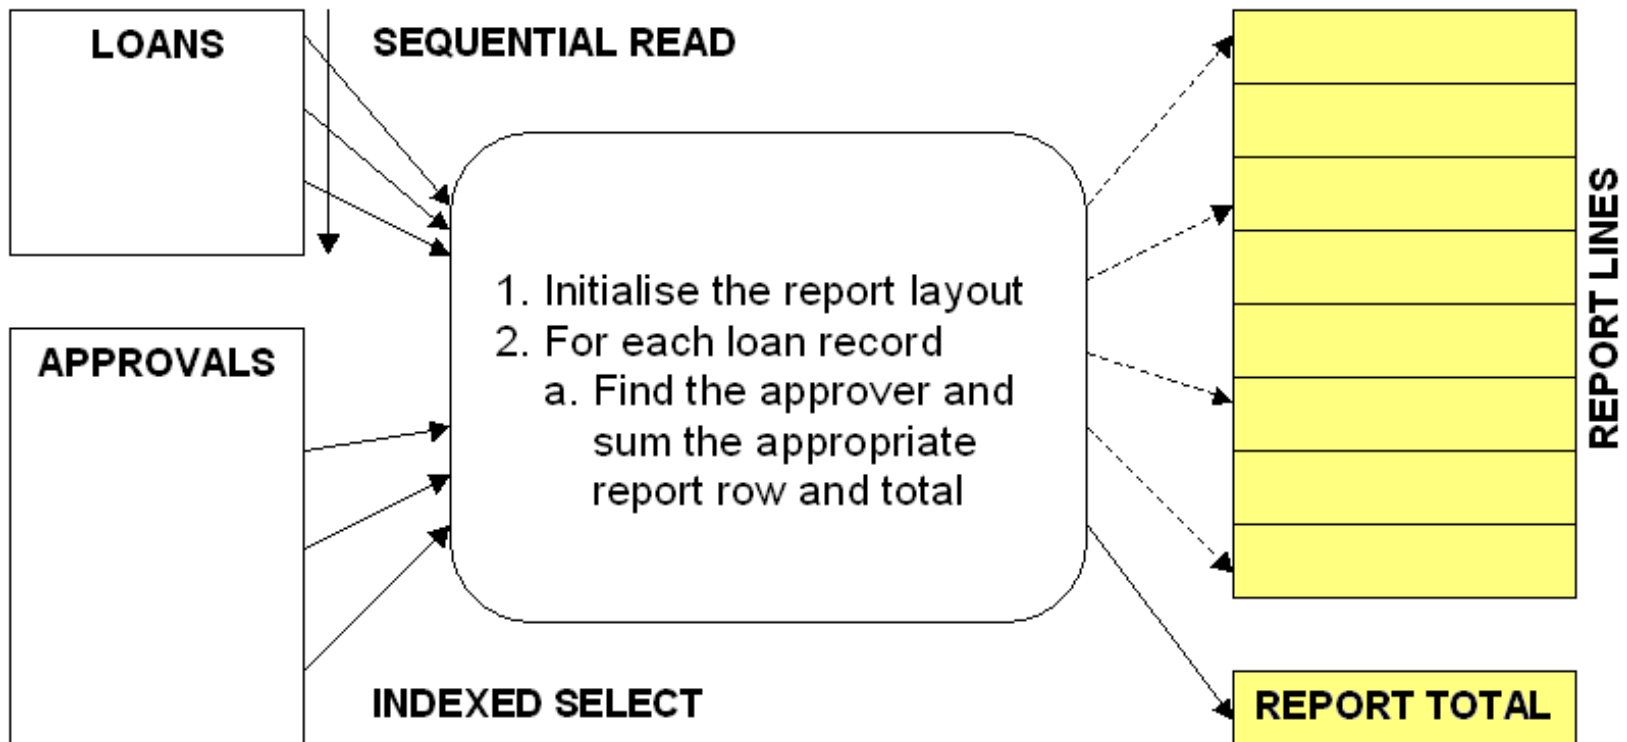 LOANS
SEQUENTIAL READ
APPROVALS
1. Initialise the report layout
2. For each loan record
a. Find the approver and
sum the appropriate
report row and total
INDEXED SELECT
REPORT LINES
REPORT TOTAL